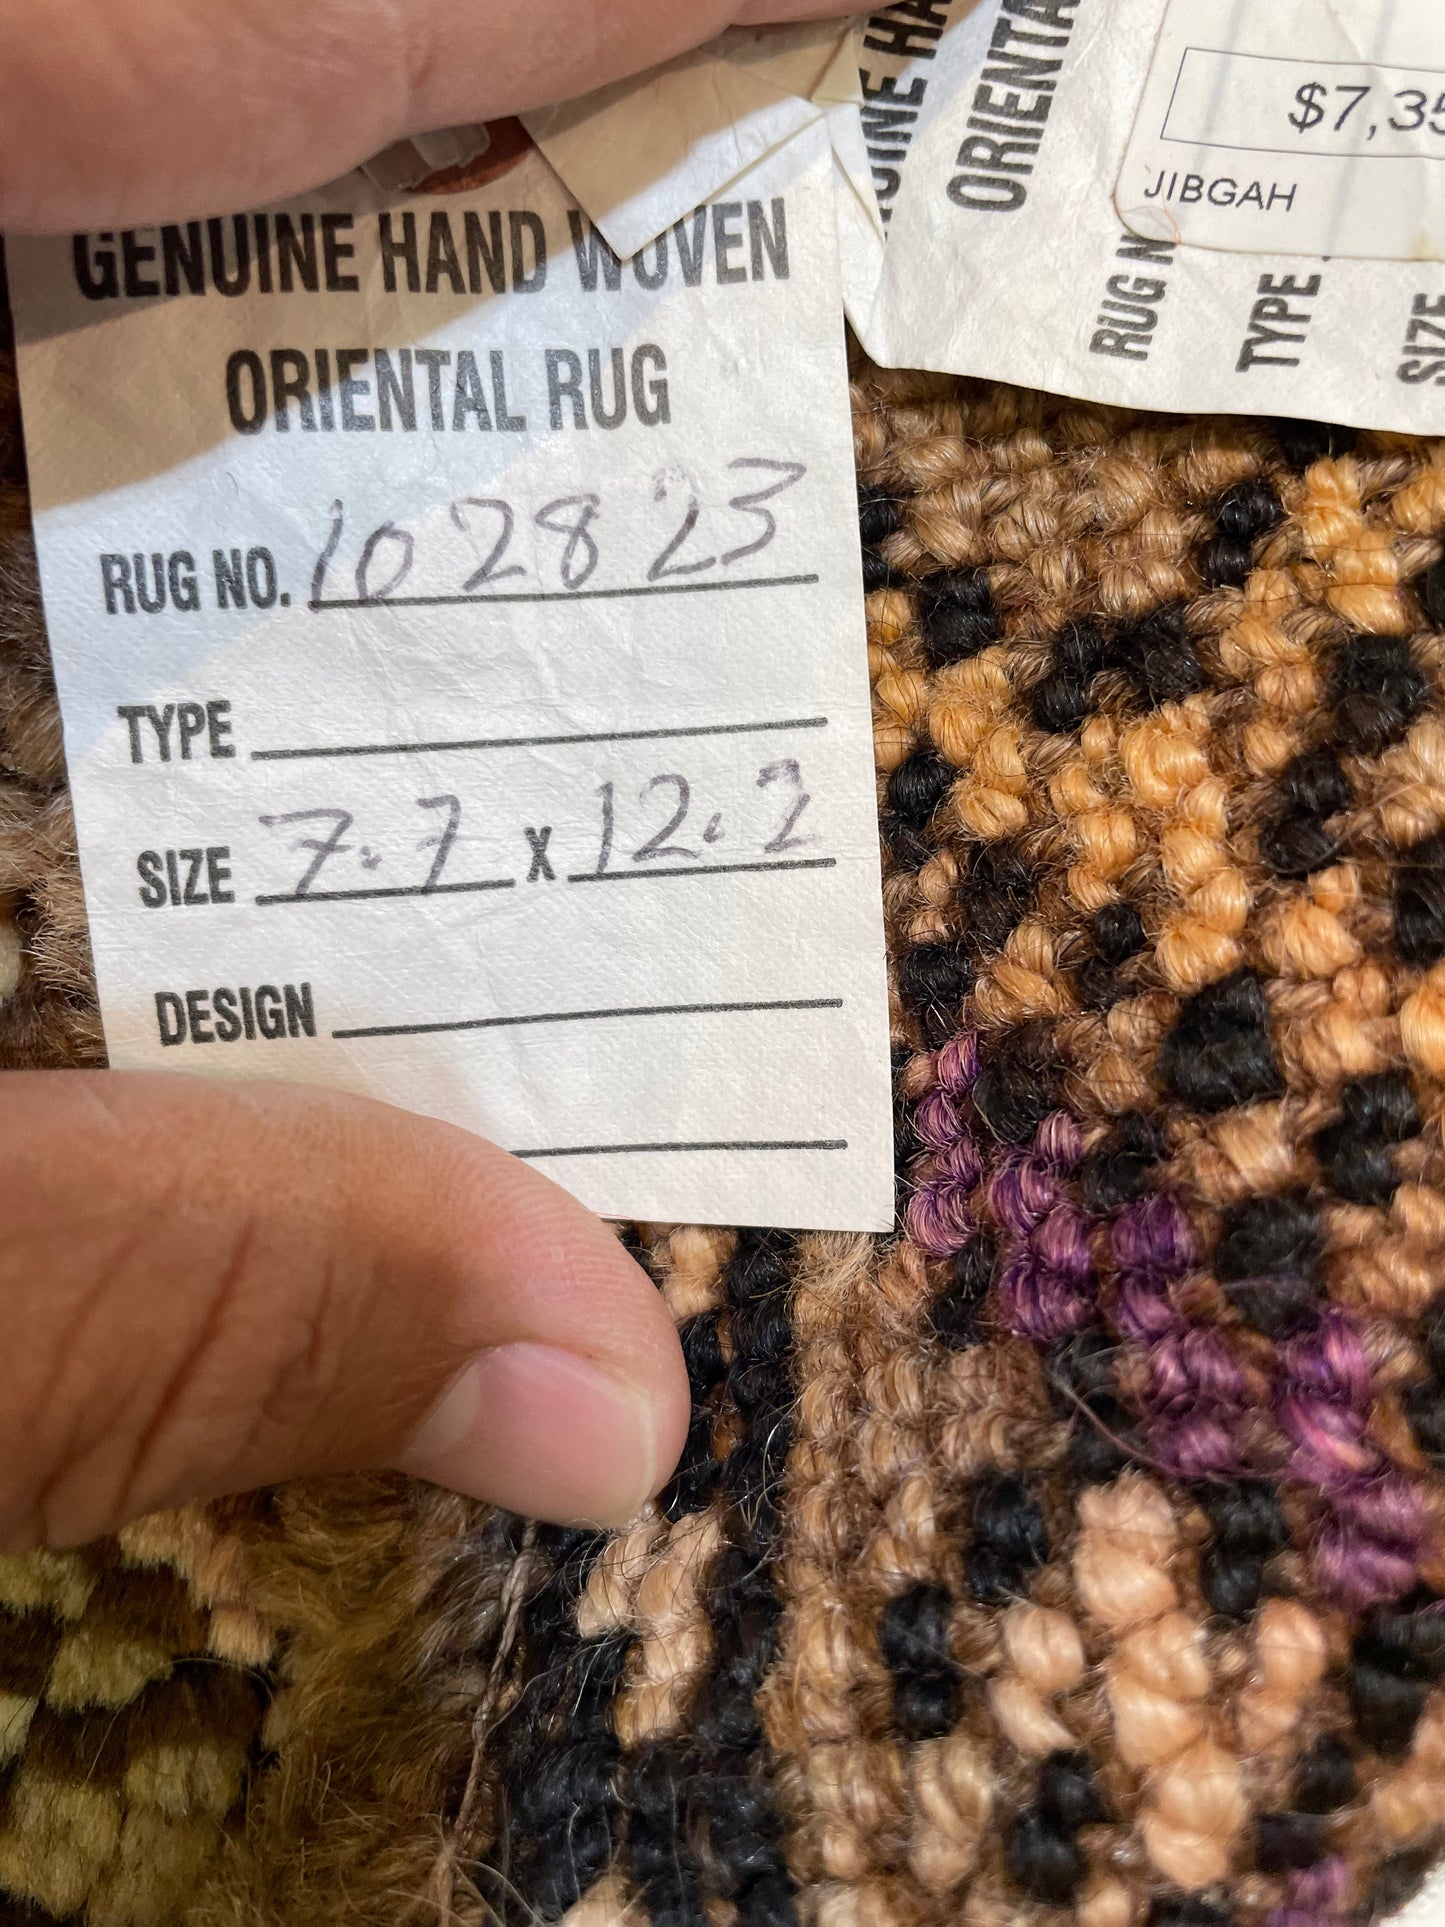 GENUINE HAND WOVEN
ORIENTAL RUG
RUG NO. 102823
TYPE
SIZE 7.7 X 12.2
DESIGN
ORIENTA
$7,35
JIBGAH
RUG N
TYPE
SIZE